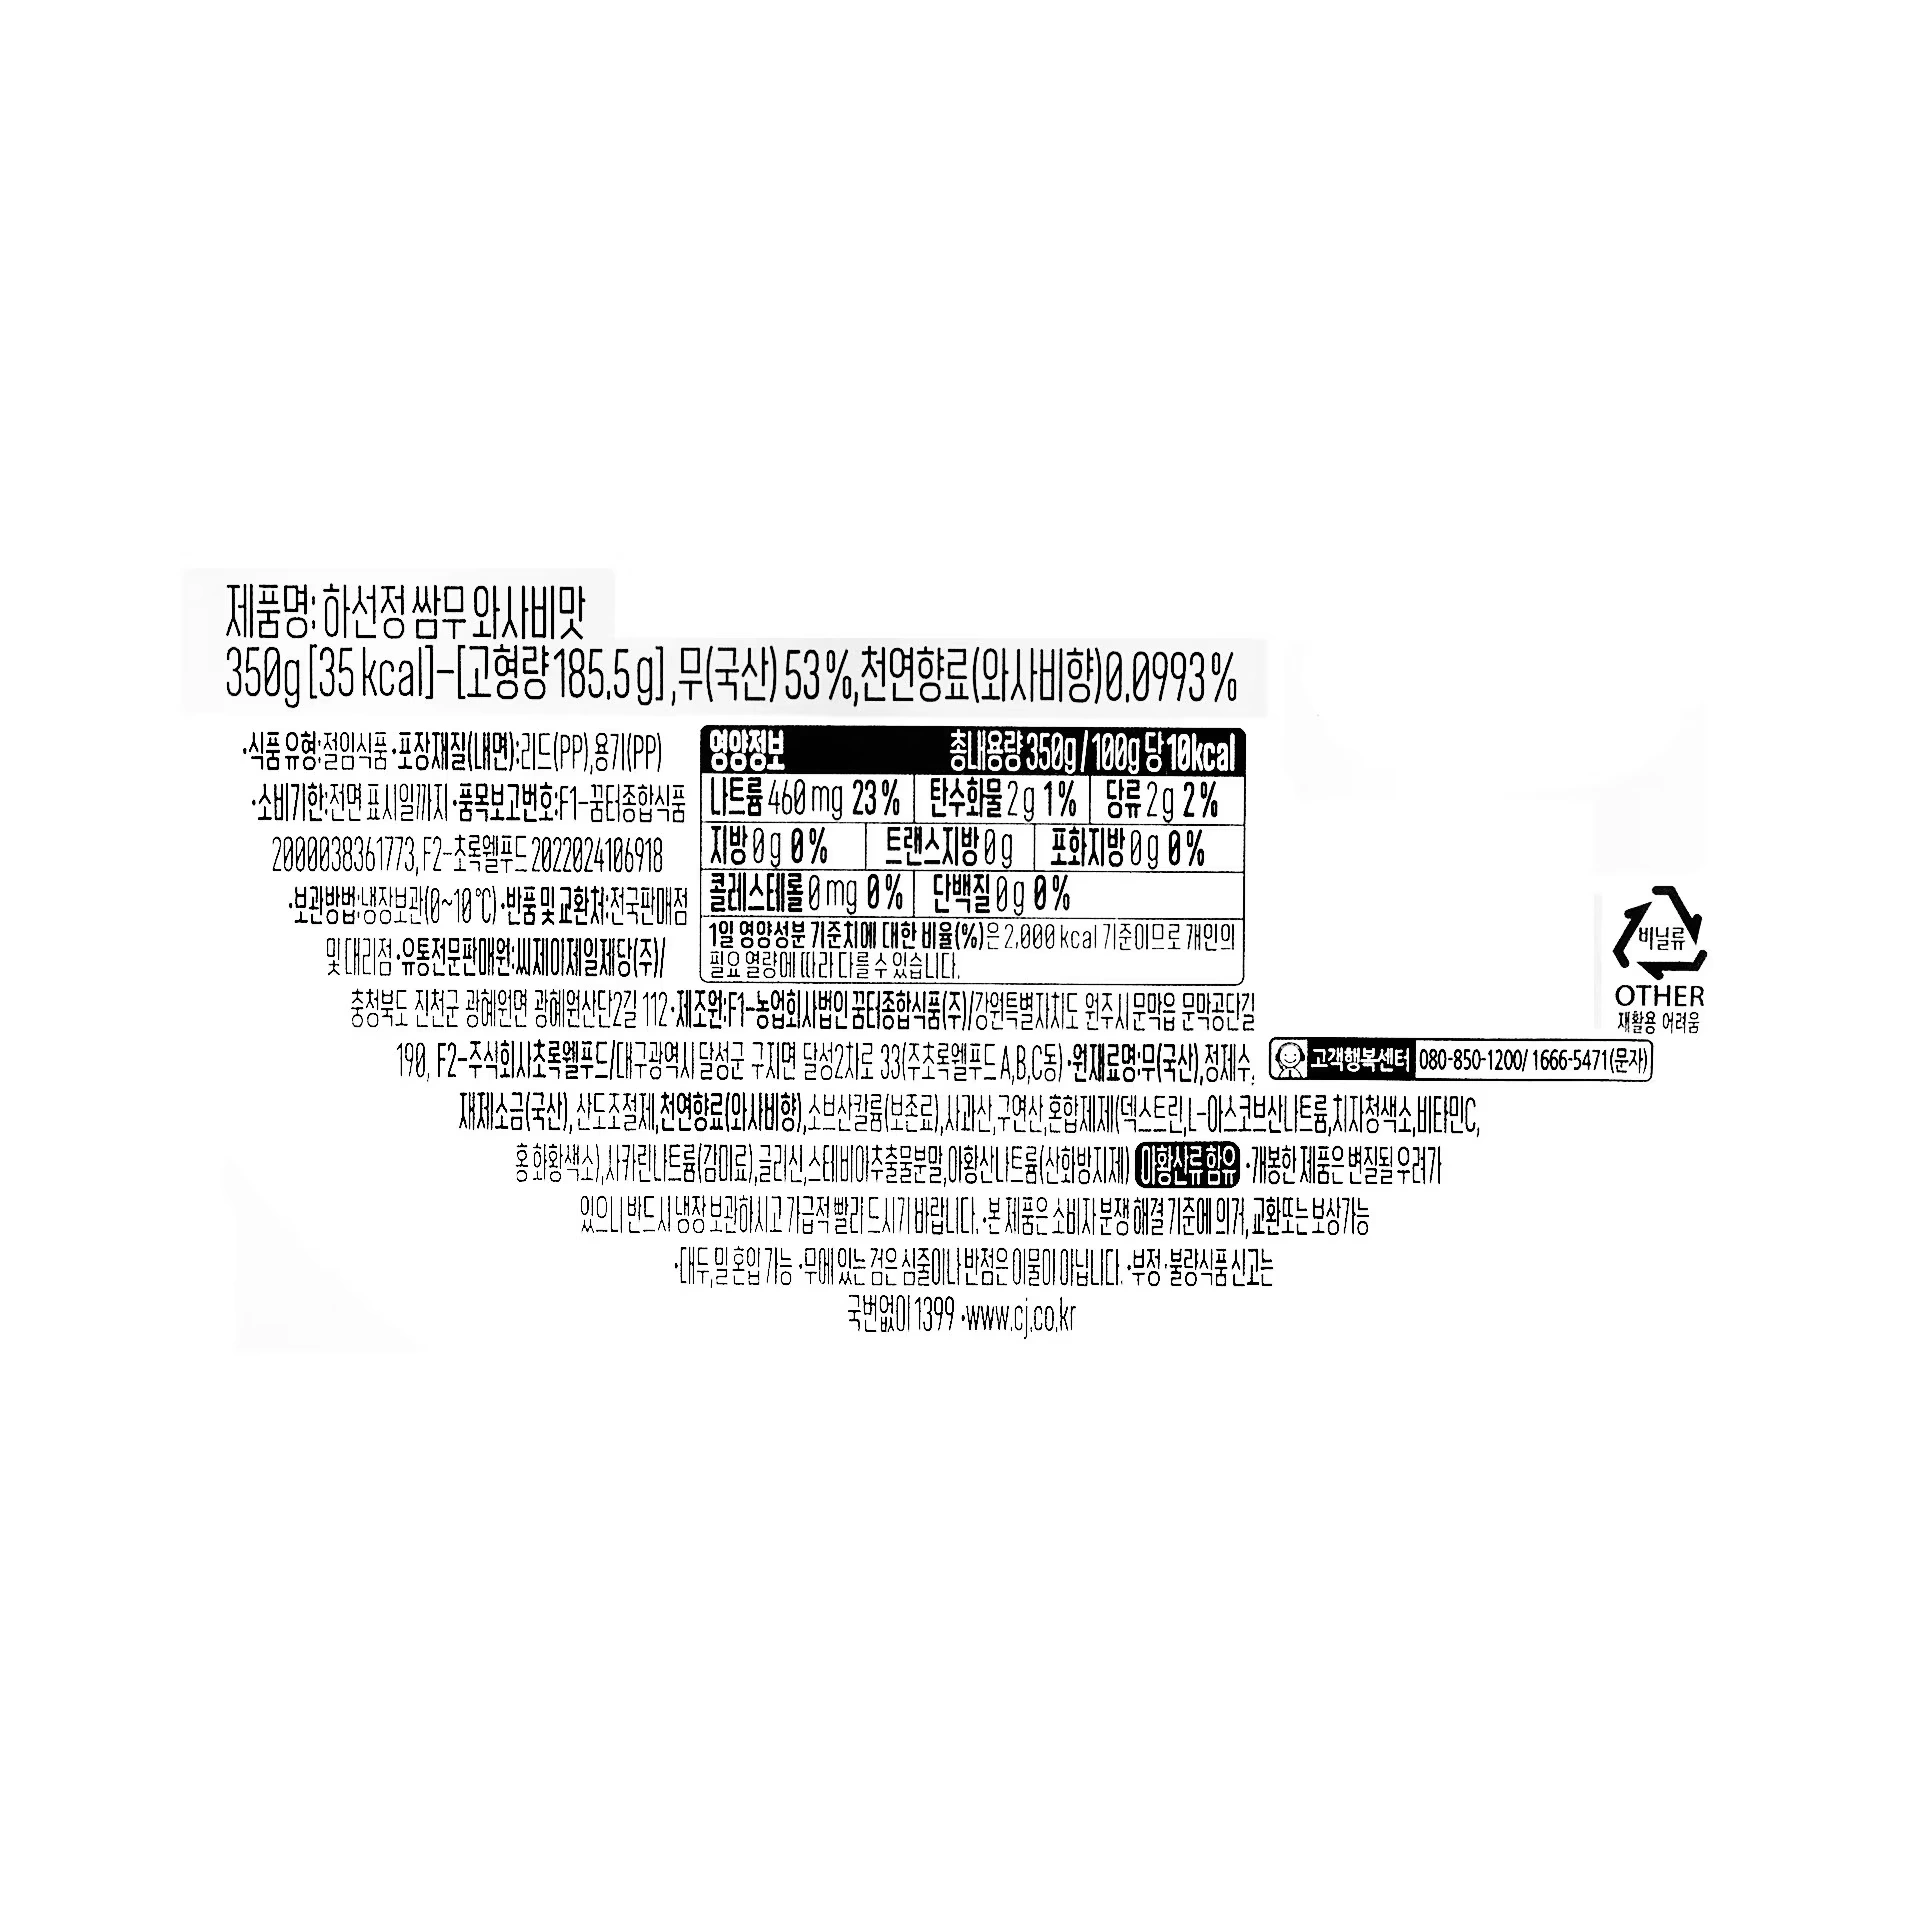 제품명: 하선정 쌈무 와사비맛
350g [35 kcal]-[고형량 185.5g], 무(국산) 53%, 천연향료(와사비향)0.0993%
·식품유형:절임식품 ·포장재질(내면):리드(PP),용기(PP)
·소비기한:전면 표시일까지 ·품목보고번호:F1-꿈터종합식품
2000038361773, F2-초록웰푸드 2022024106918
·보관방법:냉장보관(0~10℃) ·반품 및 교환처:전국판매점
및 대리점 ·유통전문판매원:씨제이제일제당(주)/
영양정보 총내용량 350g / 100g 당 10kcal
나트륨 460 mg 23% 탄수화물 2g 1% 당류 2g 2%
지방 0g 0% 트랜스지방 0g 포화지방 0g 0%
콜레스테롤 0 mg 0% 단백질 0g 0%
1일 영양성분 기준치에 대한 비율(%)은 2,000 kcal 기준이므로 개인의
필요 열량에 따라 다를 수 있습니다.
충청북도 진천군 광혜원면 광혜원산단2길 112 ·제조원:F1-농업회사법인 꿈터종합식품(주)/강원특별자치도 원주시 문막읍 문막공단길
190, F2-주식회사초록웰푸드/대구광역시 달성군 구지면 달성2차로 33(주초록웰푸드 A,B,C동) ·원재료명:무(국산),정제수,
재제소금(국산), 산도조절제, 천연향료(와사비향), 소브산칼륨(보존료), 사과산, 구연산, 혼합제제(덱스트린, L-아스코브산나트륨, 치자청색소, 비타민C,
홍화황색소), 사카린나트륨(감미료), 글리신, 스테비아추출물분말, 아황산나트륨(산화방지제) 이황산류 함유 ·개봉한 제품은 변질될 우려가
있으니 반드시 냉장 보관하시고 가급적 빨리 드시기 바랍니다. ·본 제품은 소비자 분쟁 해결 기준에 의거, 교환 또는 보상가능
·대두, 밀 혼입 가능 ·무에 있는 검은 심줄이나 반점은 이물이 아닙니다. ·부정·불량식품 신고는
국번없이 1399 ·www.cj.co.kr
고객행복센터 080-850-1200/ 1666-5471(문자)
비닐류
OTHER
재활용 어려움